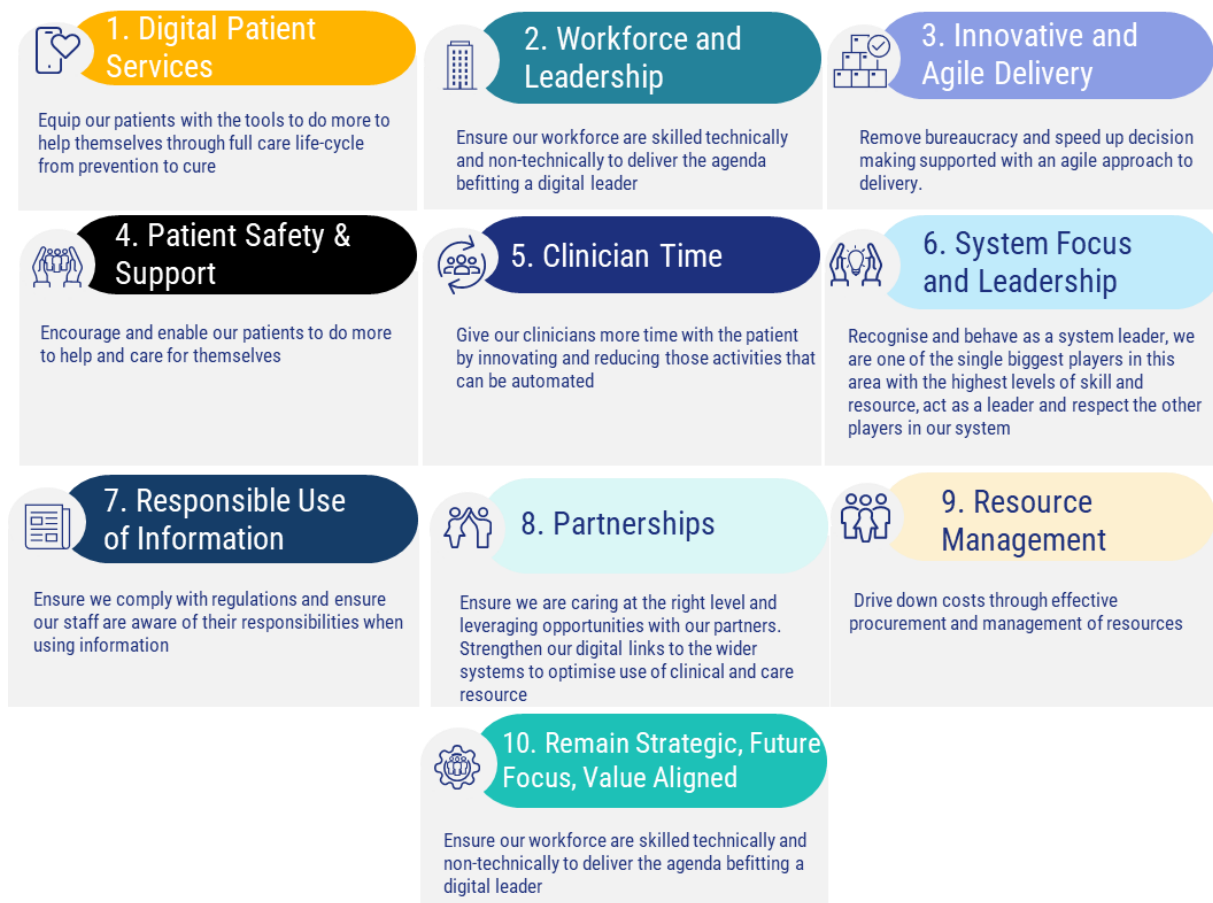 1. Digital Patient
Services
Equip our patients with the tools to do more to
help themselves through full care life-cycle
from prevention to cure
2. Workforce and
Leadership
Ensure our workforce are skilled technically
and non-technically to deliver the agenda
befitting a digital leader
3. Innovative and
Agile Delivery
Remove bureaucracy and speed up decision
making supported with an agile approach to
delivery.
4. Patient Safety &
Support
Encourage and enable our patients to do more
to help and care for themselves
5. Clinician Time
Give our clinicians more time with the patient
by innovating and reducing those activities that
can be automated
6. System Focus
and Leadership
Recognise and behave as a system leader, we
are one of the single biggest players in this
area with the highest levels of skill and
resource, act as a leader and respect the other
players in our system
7. Responsible Use
of Information
Ensure we comply with regulations and ensure
our staff are aware of their responsibilities when
using information
8. Partnerships
Ensure we are caring at the right level and
leveraging opportunities with our partners.
Strengthen our digital links to the wider
systems to optimise use of clinical and care
resource
9. Resource
Management
Drive down costs through effective
procurement and management of resources
10. Remain Strategic, Future
Focus, Value Aligned
Ensure our workforce are skilled technically and
non-technically to deliver the agenda befitting a
digital leader